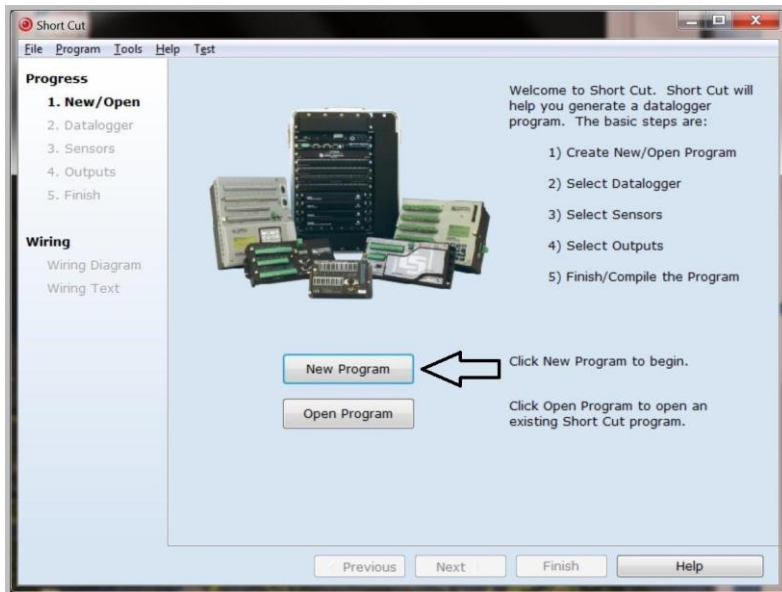 Short Cut
File Program Tools Help Test
Progress
1. New/Open
2. Datalogger
3. Sensors
4. Outputs
5. Finish
Wiring
Wiring Diagram
Wiring Text
Welcome to Short Cut. Short Cut will
help you generate a datalogger
program. The basic steps are:
1) Create New/Open Program
2) Select Datalogger
3) Select Sensors
4) Select Outputs
5) Finish/Compile the Program
New Program
Click New Program to begin.
Open Program
Click Open Program to open an
existing Short Cut program.
Previous Next Finish Help